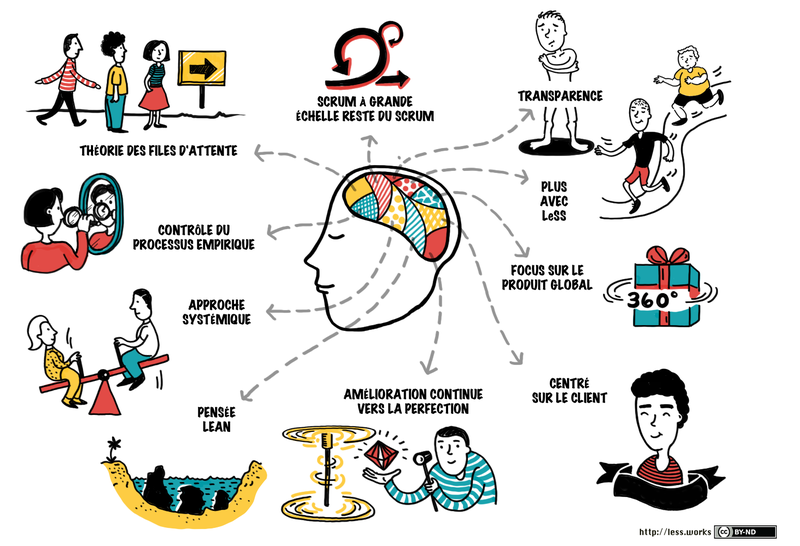 SCRUM À GRANDE
ÉCHELLE RESTE DU SCRUM
TRANSPARENCE
THÉORIE DES FILES D'ATTENTE
PLUS
AVEC
LeSS
CONTRÔLE DU
PROCESSUS EMPIRIQUE
FOCUS SUR LE
PRODUIT GLOBAL
360°
APPROCHE
SYSTÉMIQUE
CENTRÉ
SUR LE CLIENT
AMÉLIORATION CONTINUE
VERS LA PERFECTION
PENSÉE
LEAN
http://less.works cc BY-ND